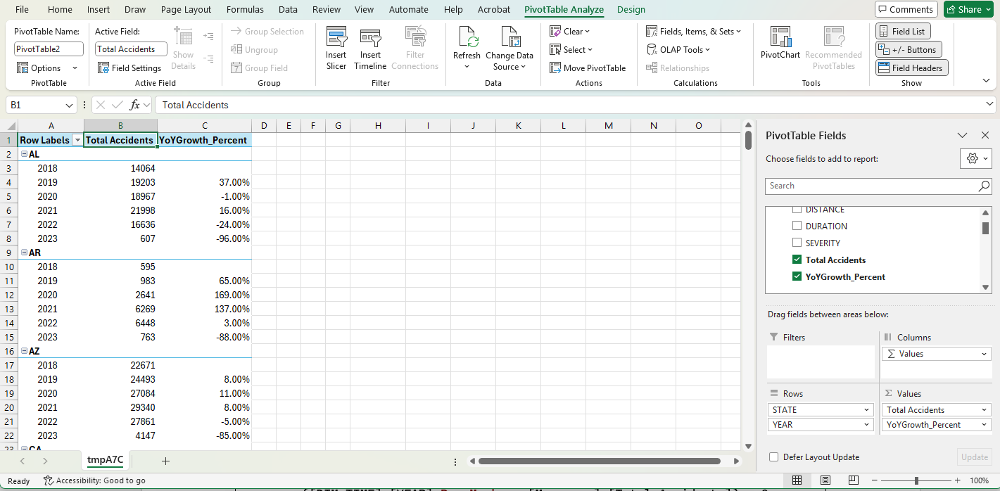 File Home Insert Draw Page Layout Formulas Data Review View Automate Help Acrobat PivotTable Analyze Design Comments Share
PivotTable Name: Active Field: Group Selection Clear Fields, Items, & Sets Field List
PivotTable2 Total Accidents Ungroup Select OLAP Tools +/- Buttons
Options Field Settings Show Details Group Field Insert Slicer Insert Timeline Filter Connections Refresh Change Data Source Move PivotTable Relationships PivotChart Recommended PivotTables Field Headers
PivotTable Active Field Group Filter Data Actions Calculations Tools Show
B1 fx Total Accidents
A B C D E F G H I J K L M N O
1 Row Labels Total Accidents YoYGrowth_Percent
2 AL
3 2018 14064
4 2019 19203 37.00%
5 2020 18967 -1.00%
6 2021 21998 16.00%
7 2022 16636 -24.00%
8 2023 607 -96.00%
9 AR
10 2018 595
11 2019 983 65.00%
12 2020 2641 169.00%
13 2021 6269 137.00%
14 2022 6448 3.00%
15 2023 763 -88.00%
16 AZ
17 2018 22671
18 2019 24493 8.00%
19 2020 27084 11.00%
20 2021 29340 8.00%
21 2022 27861 -5.00%
22 2023 4147 -85.00%
23 CA
PivotTable Fields
Choose fields to add to report:
Search
DISTANCE
DURATION
SEVERITY
Total Accidents
YoYGrowth_Percent
Drag fields between areas below:
Filters Columns
Σ Values
Rows Σ Values
STATE Total Accidents
YEAR YoYGrowth_Percent
Defer Layout Update Update
tmpA7C
Ready Accessibility: Good to go 100%